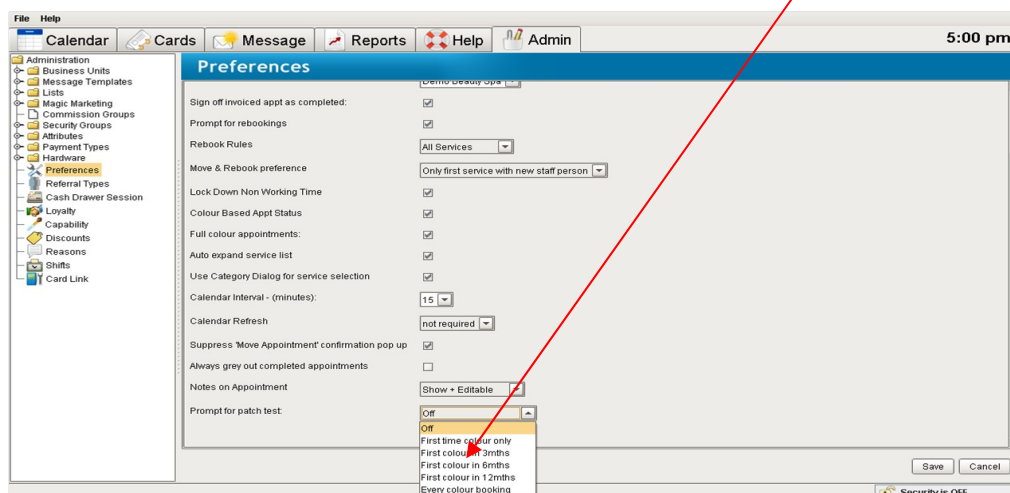 File Help
Calendar Cards Message Reports Help Admin 5:00 pm
Administration
Business Units
Message Templates
Lists
Magic Marketing
Commission Groups
Security Groups
Attributes
Payment Types
Hardware
Preferences
Referral Types
Cash Drawer Session
Loyalty
Capability
Discounts
Reasons
Shifts
Card Link
Preferences
Demo Beauty Spa
Sign off invoiced appt as completed:
Prompt for rebookings
Rebook Rules All Services
Move & Rebook preference Only first service with new staff person
Lock Down Non Working Time
Colour Based Appt Status
Full colour appointments:
Auto expand service list
Use Category Dialog for service selection
Calendar Interval - (minutes): 15
Calendar Refresh not required
Suppress 'Move Appointment' confirmation pop up
Always grey out completed appointments
Notes on Appointment Show + Editable
Prompt for patch test: Off
Off
First time colour only
First colour in 3mths
First colour in 6mths
First colour in 12mths
Every colour booking
Save Cancel
Security is OFF